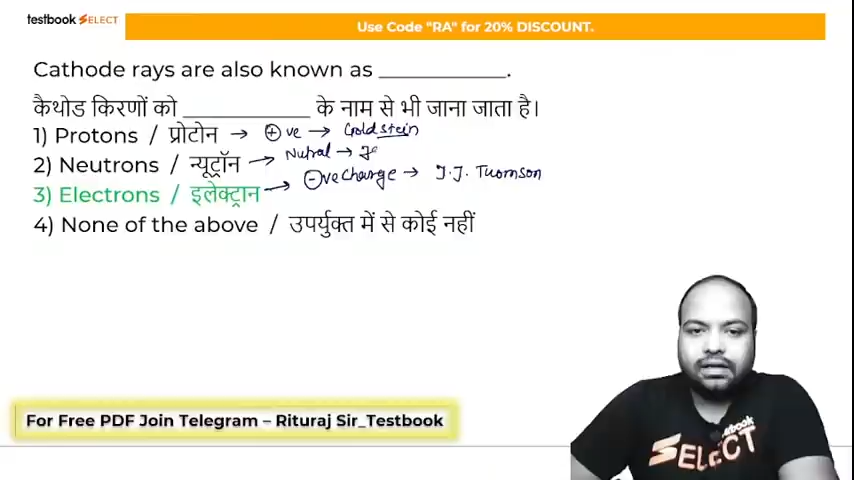 testbook SELECT
Use Code "RA" for 20% DISCOUNT.
Cathode rays are also known as ___________.
कैथोड किरणों को ___________ के नाम से भी जाना जाता है।
1) Protons / प्रोटोन → ⊕ve → Goldstein
2) Neutrons / न्यूट्रॉन → Nutral →
3) Electrons / इलेक्ट्रान → ⊖ve charge → J.J. Thomson
4) None of the above / उपर्युक्त में से कोई नहीं
For Free PDF Join Telegram – Rituraj Sir_Testbook
testbook
SELECT